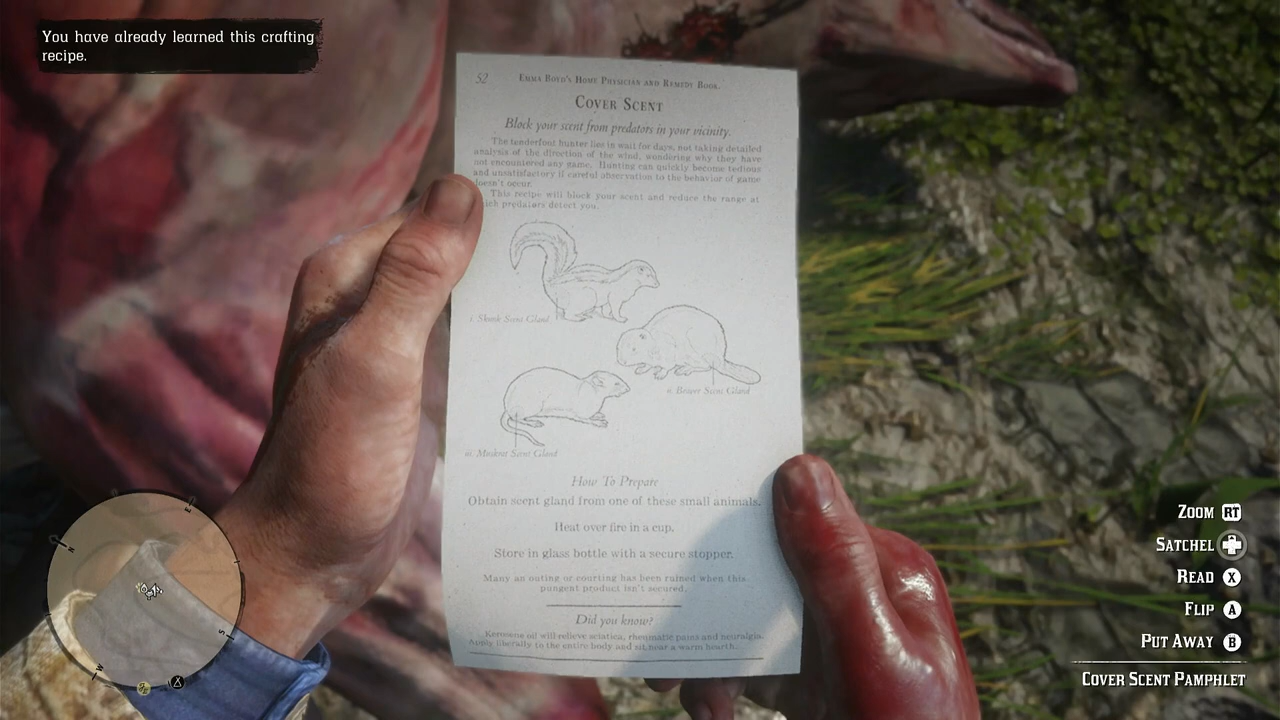 You have already learned this crafting
recipe.
52 Emma Boyd's Home Physician and Remedy Book.
Cover Scent
Block your scent from predators in your vicinity.
The tenderfoot hunter lies in wait for days, not taking detailed
analysis of the direction of the wind, wondering why they have
not encountered any game. Hunting can quickly become tedious
and unsatisfactory if careful observation to the behavior of game
doesn't occur.
This recipe will block your scent and reduce the range at
which predators detect you.
i. Skunk Scent Gland
ii. Beaver Scent Gland
iii. Muskrat Scent Gland
How To Prepare
Obtain scent gland from one of these small animals.
Heat over fire in a cup.
Store in glass bottle with a secure stopper.
Many an outing or courting has been ruined when this
pungent product isn't secured.
Did you know?
Kerosene oil will relieve sciatica, rheumatic pains and neuralgia.
Apply liberally to the entire body and sit near a warm hearth.
N
E
S
W
Zoom RT
Satchel
Read X
Flip A
Put Away B
Cover Scent Pamphlet